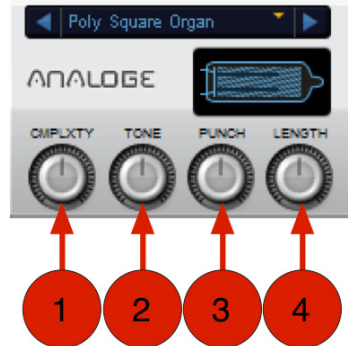 Poly Square Organ
ANALOGE
CMPLXTY TONE PUNCH LENGTH
1 2 3 4